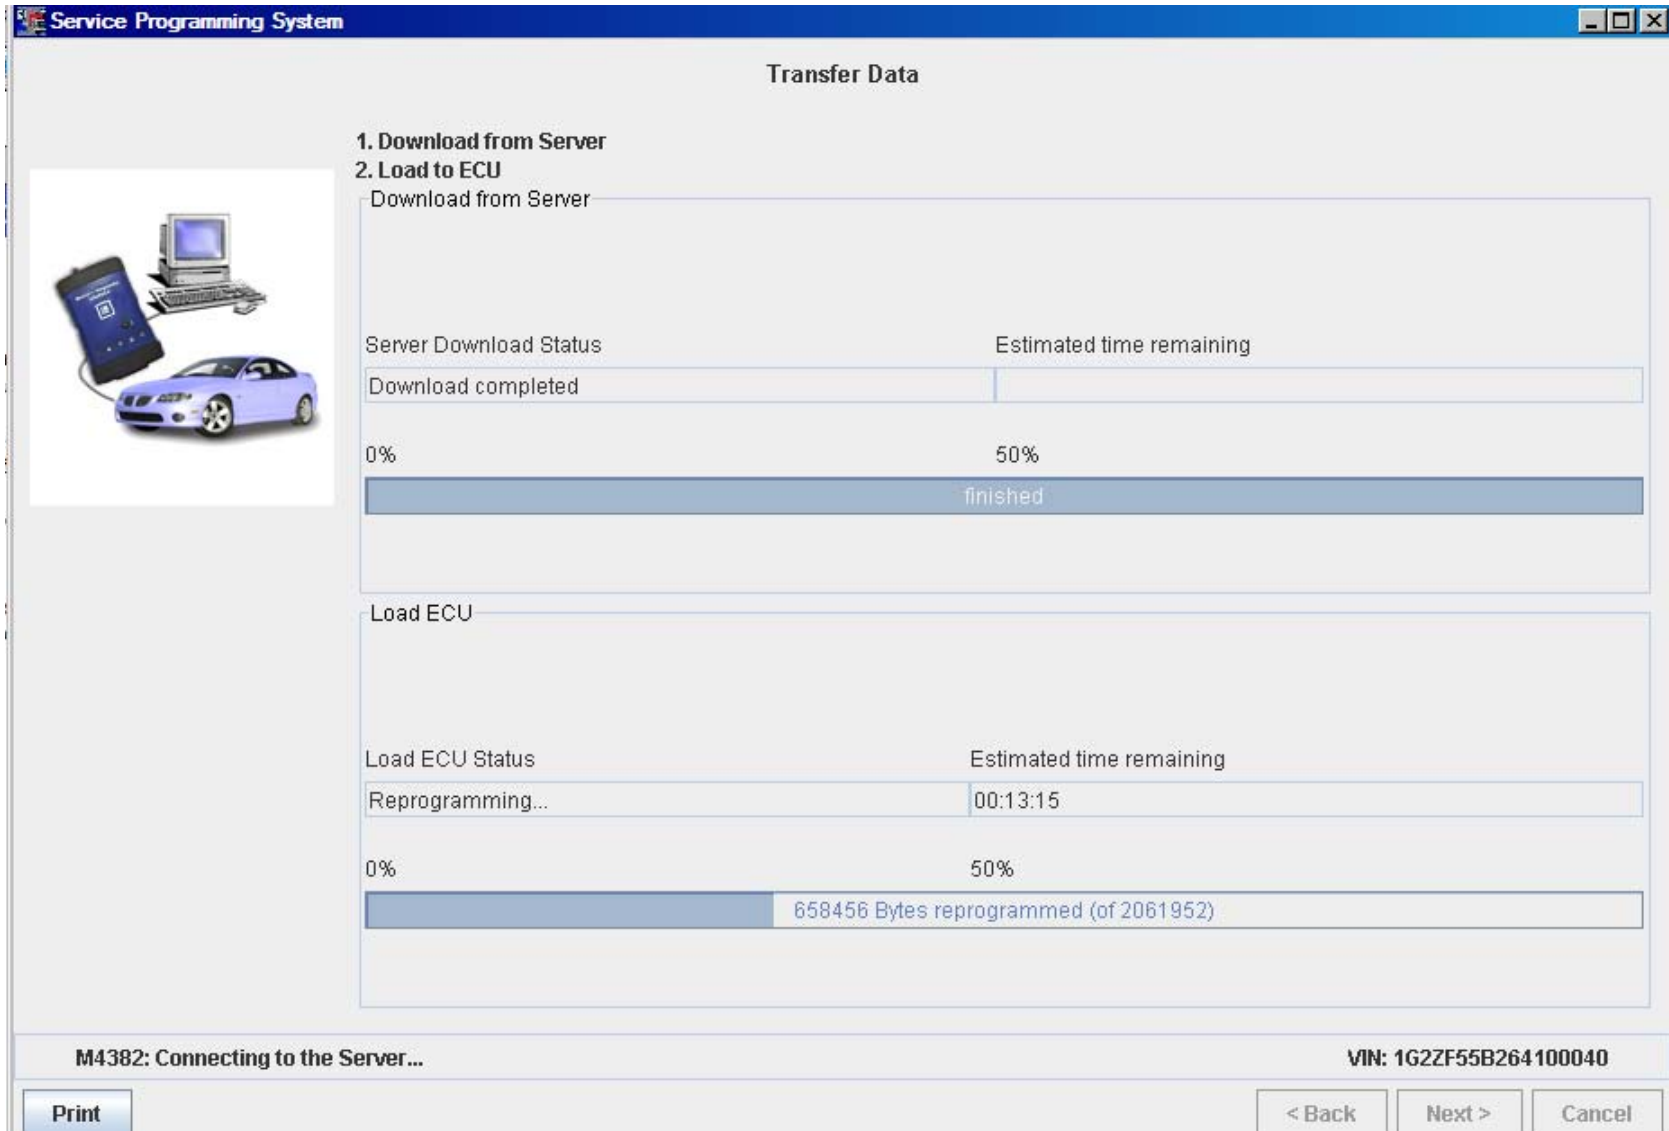 Service Programming System
Transfer Data
1. Download from Server
2. Load to ECU
Download from Server
Server Download Status Estimated time remaining
Download completed
0% 50%
finished
Load ECU
Load ECU Status Estimated time remaining
Reprogramming... 00:13:15
0% 50%
658456 Bytes reprogrammed (of 2061952)
M4382: Connecting to the Server... VIN: 1G2ZF55B264100040
Print < Back Next > Cancel